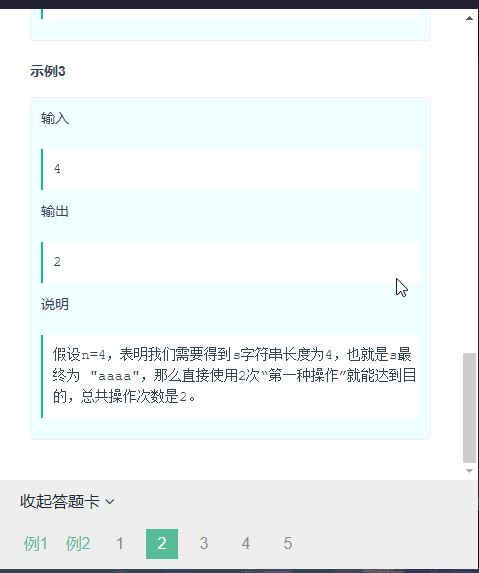 示例3
输入
4
输出
2
说明
假设n=4，表明我们需要得到s字符串长度为4，也就是s最
终为 "aaaa"，那么直接使用2次“第一种操作”就能达到目
的，总共操作次数是2。
收起答题卡
例1 例2 1 2 3 4 5